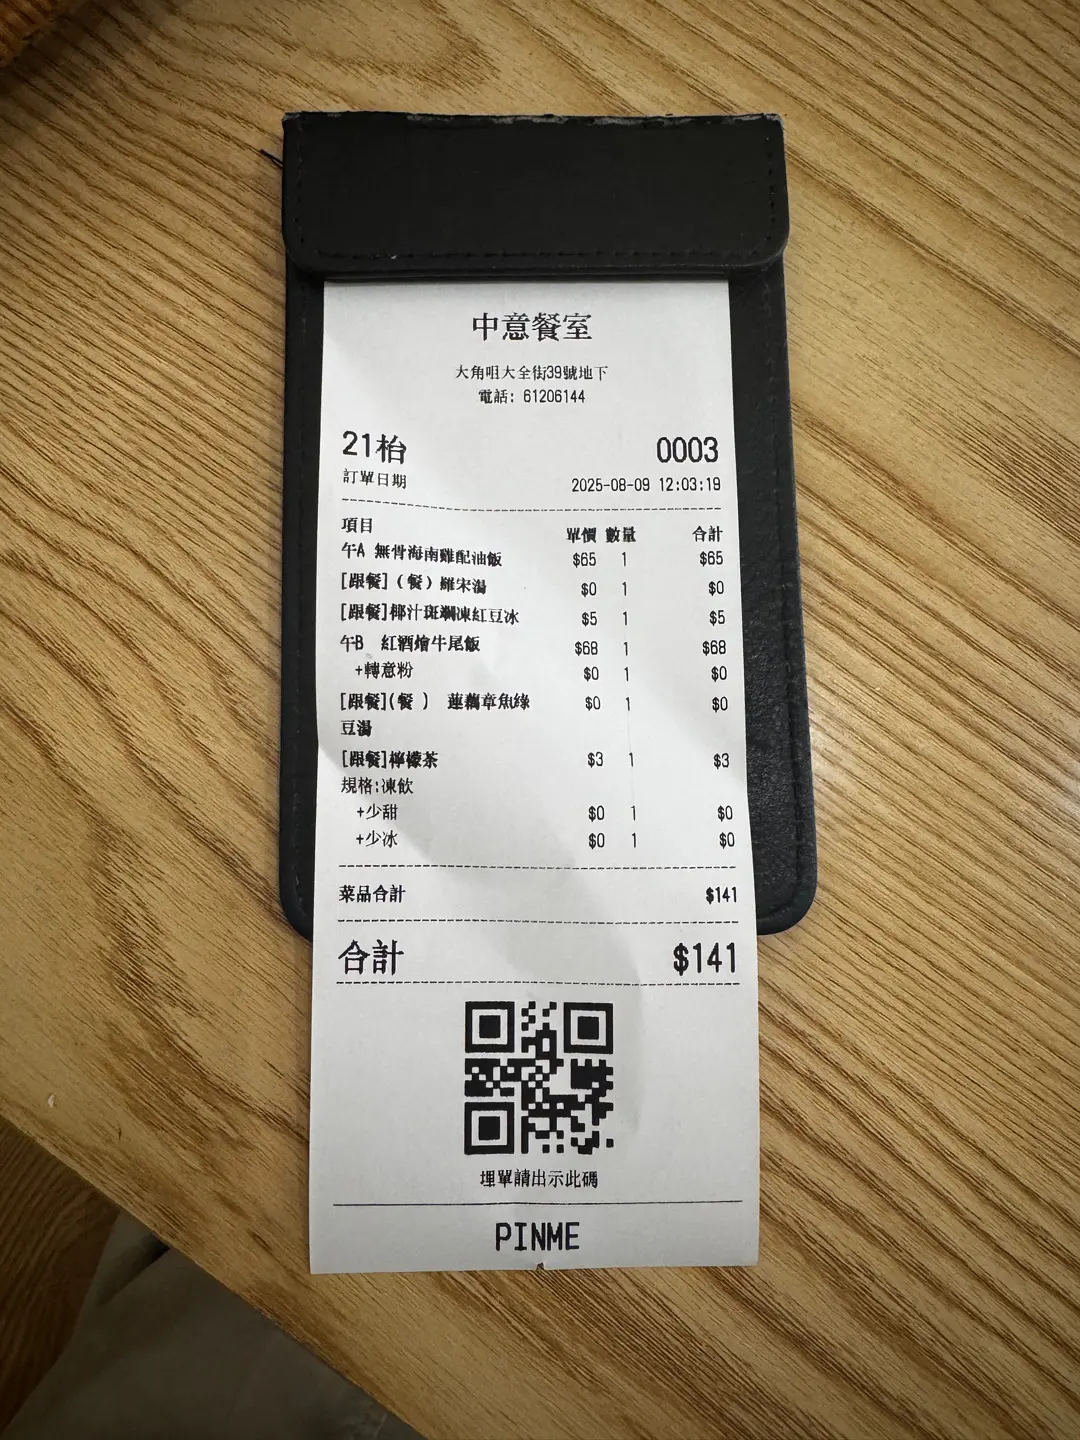 中意餐室
大角咀大全街39號地下
電話: 61206144
21枱 0003
訂單日期 2025-08-09 12:03:19
項目 單價 數量 合計
午A 無骨海南雞配油飯 $65 1 $65
[跟餐]（餐）羅宋湯 $0 1 $0
[跟餐]椰汁斑斕凍紅豆冰 $5 1 $5
午B 紅酒燴牛尾飯 $68 1 $68
+轉意粉 $0 1 $0
[跟餐](餐 ) 蓮藕章魚綠 $0 1 $0
豆湯
[跟餐]檸檬茶 $3 1 $3
規格:凍飲
+少甜 $0 1 $0
+少冰 $0 1 $0
菜品合計 $141
合計 $141
埋單請出示此碼
PINME